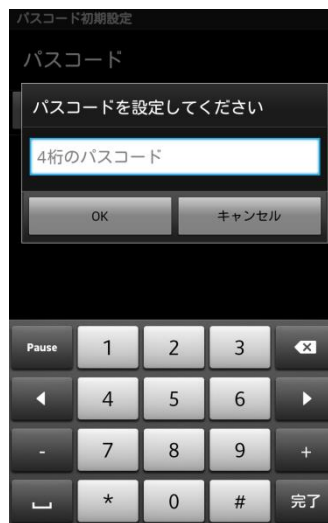 パスコード初期設定
パスコード
パスコードを設定してください
4桁のパスコード
OK キャンセル
Pause 1 2 3
4 5 6
- 7 8 9 +
* 0 # 完了